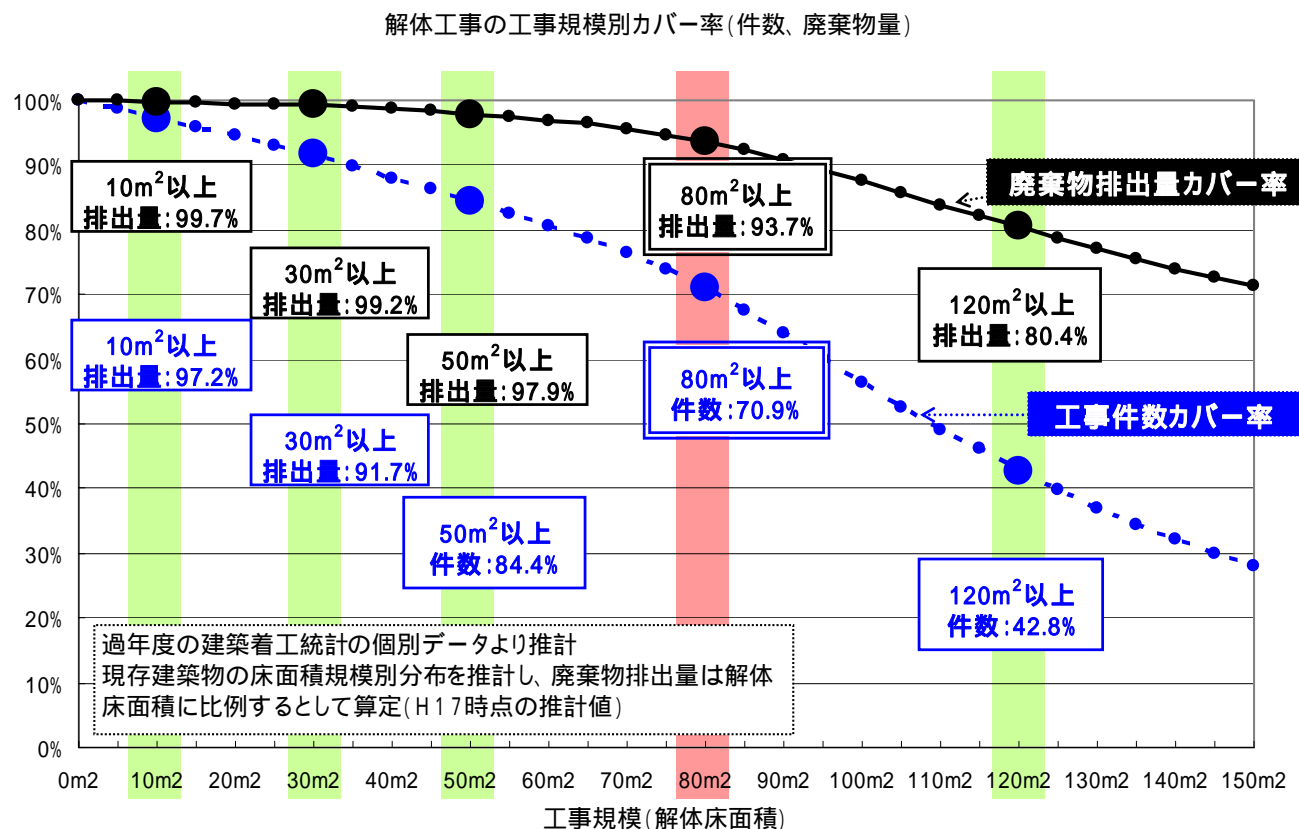 解体工事の工事規模別カバー率(件数、廃棄物量)
100%
90%
80%
70%
60%
50%
40%
30%
20%
10%
0%
10m²以上
排出量:99.7%
30m²以上
排出量:99.2%
50m²以上
排出量:97.9%
80m²以上
排出量:93.7%
120m²以上
排出量:80.4%
廃棄物排出量カバー率
10m²以上
排出量:97.2%
30m²以上
排出量:91.7%
50m²以上
件数:84.4%
80m²以上
件数:70.9%
120m²以上
件数:42.8%
工事件数カバー率
過年度の建築着工統計の個別データより推計
現存建築物の床面積規模別分布を推計し、廃棄物排出量は解体
床面積に比例するとして算定(H17時点の推計値)
0m2 10m2 20m2 30m2 40m2 50m2 60m2 70m2 80m2 90m2 100m2 110m2 120m2 130m2 140m2 150m2
工事規模(解体床面積)